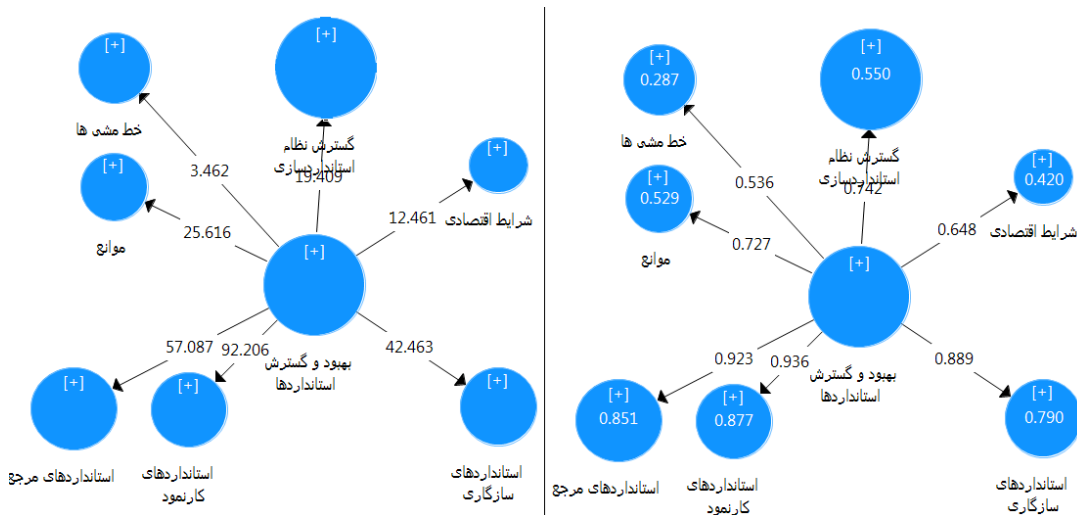 [+]
خط مشی ها
[+]
گسترش نظام
استانداردسازی
[+]
موانع
[+]
شرایط اقتصادی
3.462
19.409
12.461
25.616
[+]
بهبود و گسترش
استانداردها
57.087
92.206
42.463
[+]
استانداردهای مرجع
[+]
استانداردهای
کارنمود
[+]
استانداردهای
سازگاری
[+]
0.287
خط مشی ها
[+]
0.550
گسترش نظام
استانداردسازی
[+]
0.529
موانع
[+]
0.420
شرایط اقتصادی
0.536
0.742
0.648
0.727
[+]
بهبود و گسترش
استانداردها
0.923
0.936
0.889
[+]
0.851
استانداردهای مرجع
[+]
0.877
استانداردهای
کارنمود
[+]
0.790
استانداردهای
سازگاری